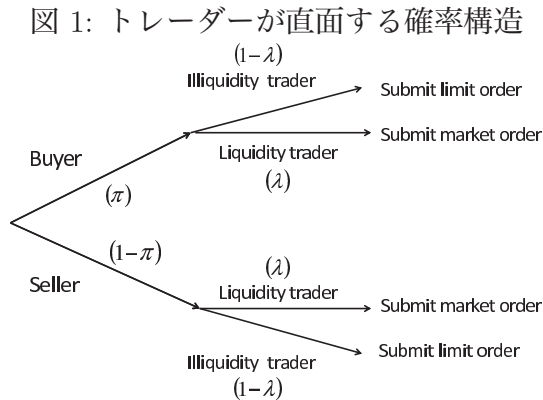 図 1: トレーダーが直面する確率構造
(1−λ)
Illiquidity trader
Submit limit order
Submit market order
Buyer
Liquidity trader
(λ)
(π)
(1−π)
(λ)
Seller
Liquidity trader
Submit market order
Submit limit order
Illiquidity trader
(1−λ)